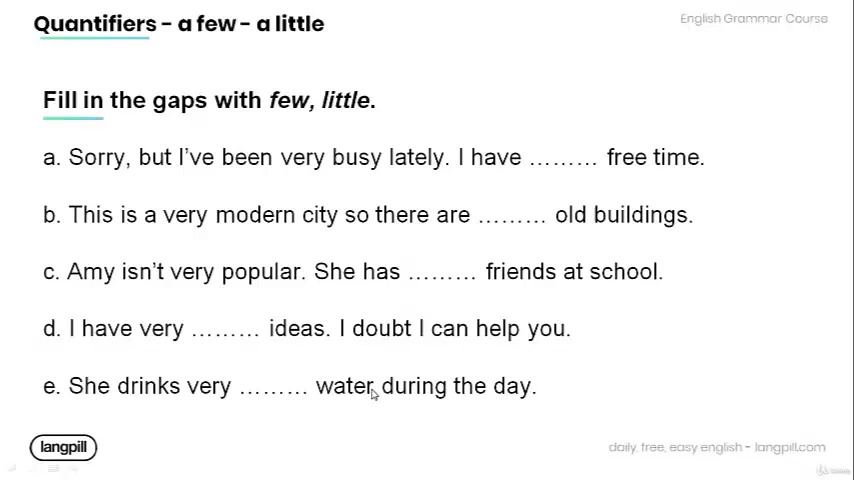 Quantifiers - a few - a little
English Grammar Course
Fill in the gaps with few, little.
a. Sorry, but I've been very busy lately. I have ……… free time.
b. This is a very modern city so there are ……… old buildings.
c. Amy isn't very popular. She has ……… friends at school.
d. I have very ……… ideas. I doubt I can help you.
e. She drinks very ……… water during the day.
langpill
daily, free, easy english - langpill.com